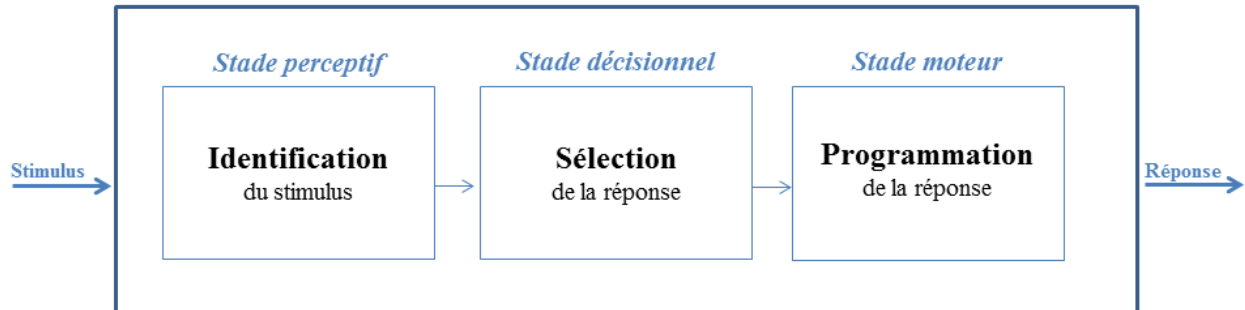 Stade perceptif
Stade décisionnel
Stade moteur
Stimulus
Identification
du stimulus
Sélection
de la réponse
Programmation
de la réponse
Réponse